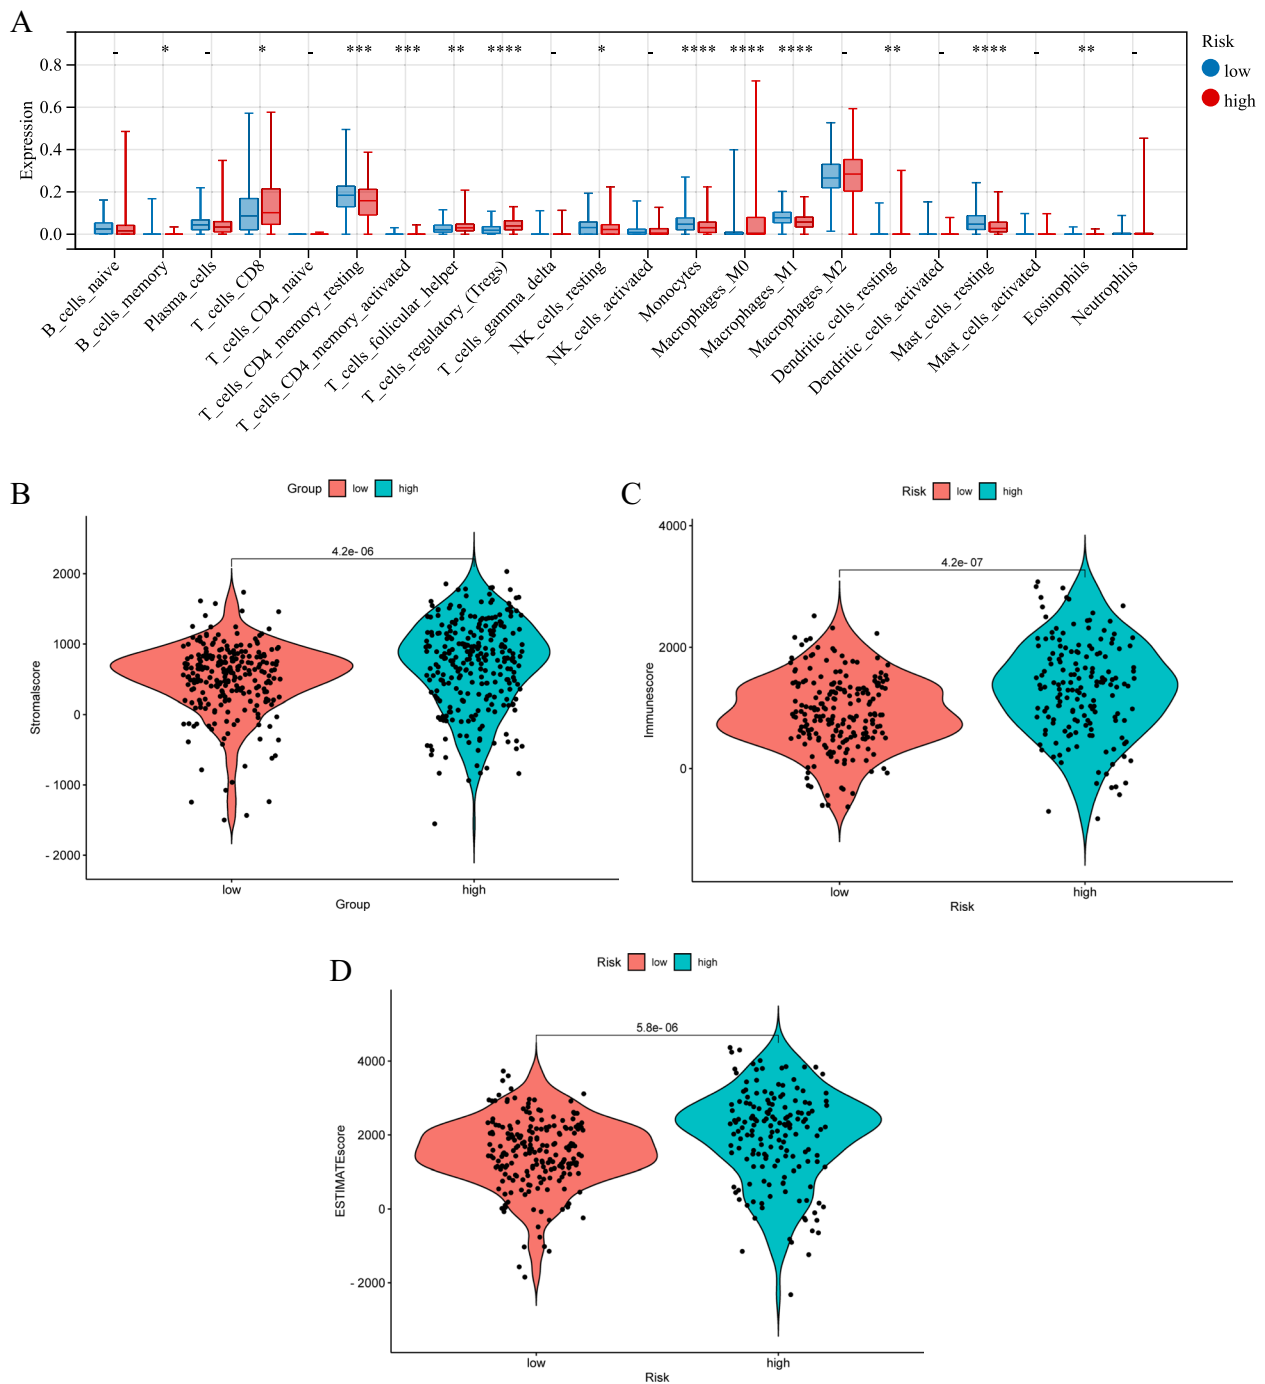 A
- * - * - *** *** ** **** - * - **** **** **** - ** - **** - ** -
Risk
low
high
Expression
0.8
0.6
0.4
0.2
0.0
B_cells_naive
B_cells_memory
Plasma_cells
T_cells_CD8
T_cells_CD4_naive
T_cells_CD4_memory_resting
T_cells_CD4_memory_activated
T_cells_follicular_helper
T_cells_regulatory_(Tregs)
T_cells_gamma_delta
NK_cells_resting
NK_cells_activated
Monocytes
Macrophages_M0
Macrophages_M1
Macrophages_M2
Dendritic_cells_resting
Dendritic_cells_activated
Mast_cells_resting
Mast_cells_activated
Eosinophils
Neutrophils
B
Group low high
4.2e- 06
Stromalscore
2000
1000
0
- 1000
- 2000
low high
Group
C
Risk low high
4.2e- 07
Immunescore
4000
2000
0
low high
Risk
D
Risk low high
5.8e- 06
ESTIMATEscore
4000
2000
0
- 2000
low high
Risk